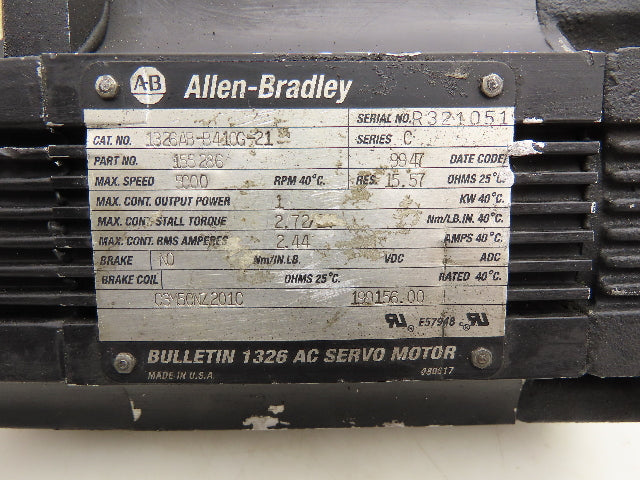 A-B Allen-Bradley
SERIAL NO. R321051
CAT. NO. 1326AB-B410G-21 SERIES C
PART NO. 9947 DATE CODE
MAX. SPEED 5000 RPM 40°C. RES. 15.57 OHMS 25°C.
MAX. CONT. OUTPUT POWER 1 KW 40°C.
MAX. CONT. STALL TORQUE 2.72/ Nm/LB.IN. 40°C.
MAX. CONT. RMS AMPERES 2.44 AMPS 40°C.
BRAKE NO Nm/IN.LB. VDC ADC
BRAKE COIL OHMS 25°C. RATED 40°C.
199156.00
E57948
BULLETIN 1326 AC SERVO MOTOR
MADE IN U.S.A.